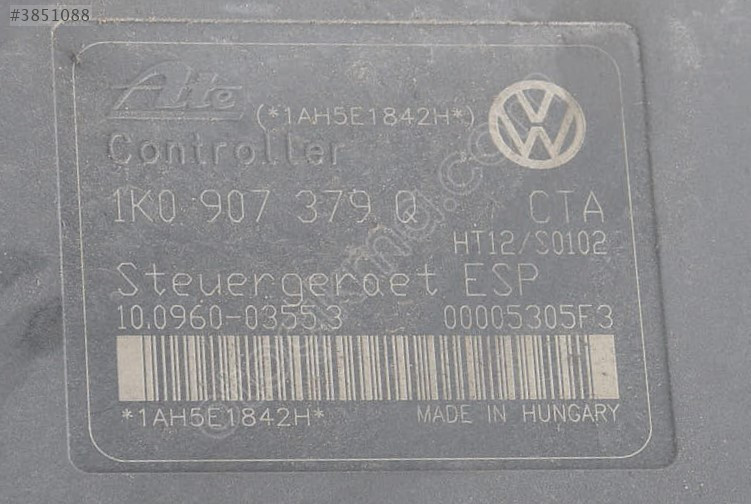 #3851088
Ate
(*1AH5E1842H*)
Controller
1K0 907 379 Q CTA
HT12/S0102
Steuergeraet ESP
10.0960-0355.3 00005305F3
*1AH5E1842H* MADE IN HUNGARY